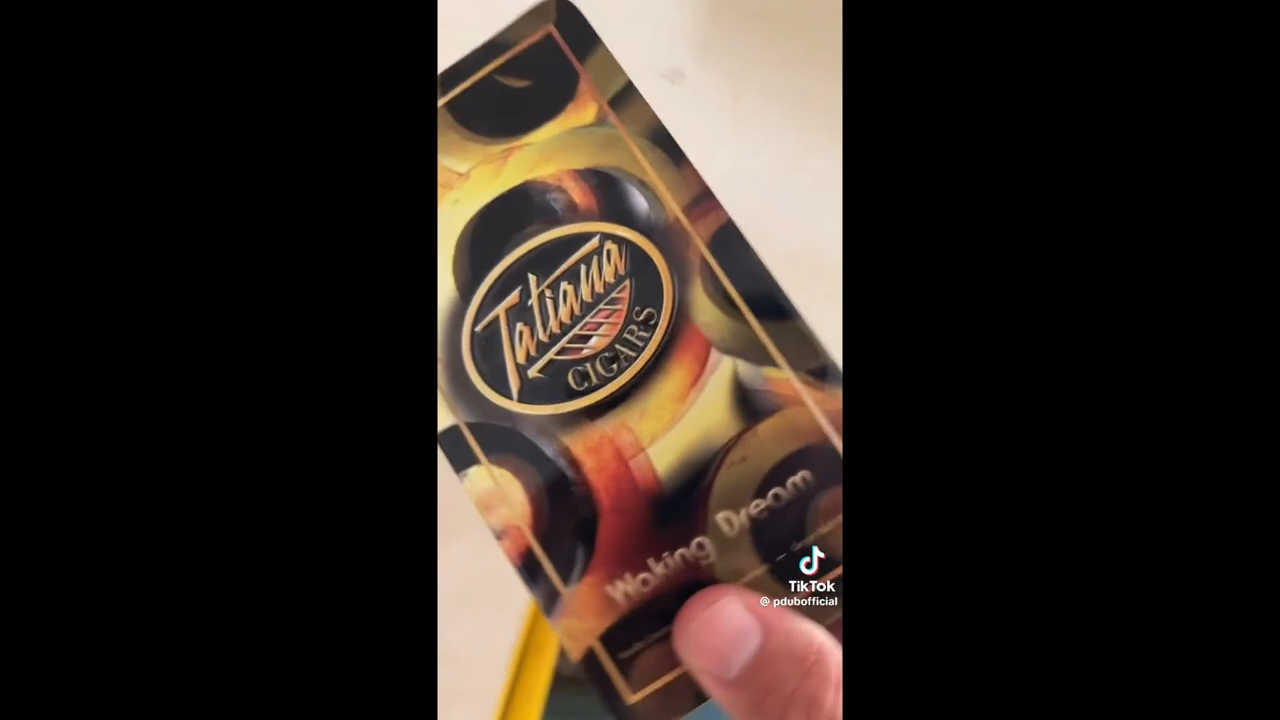 Tatiana
CIGARS
Waking Dream
TikTok
@ pdubofficial